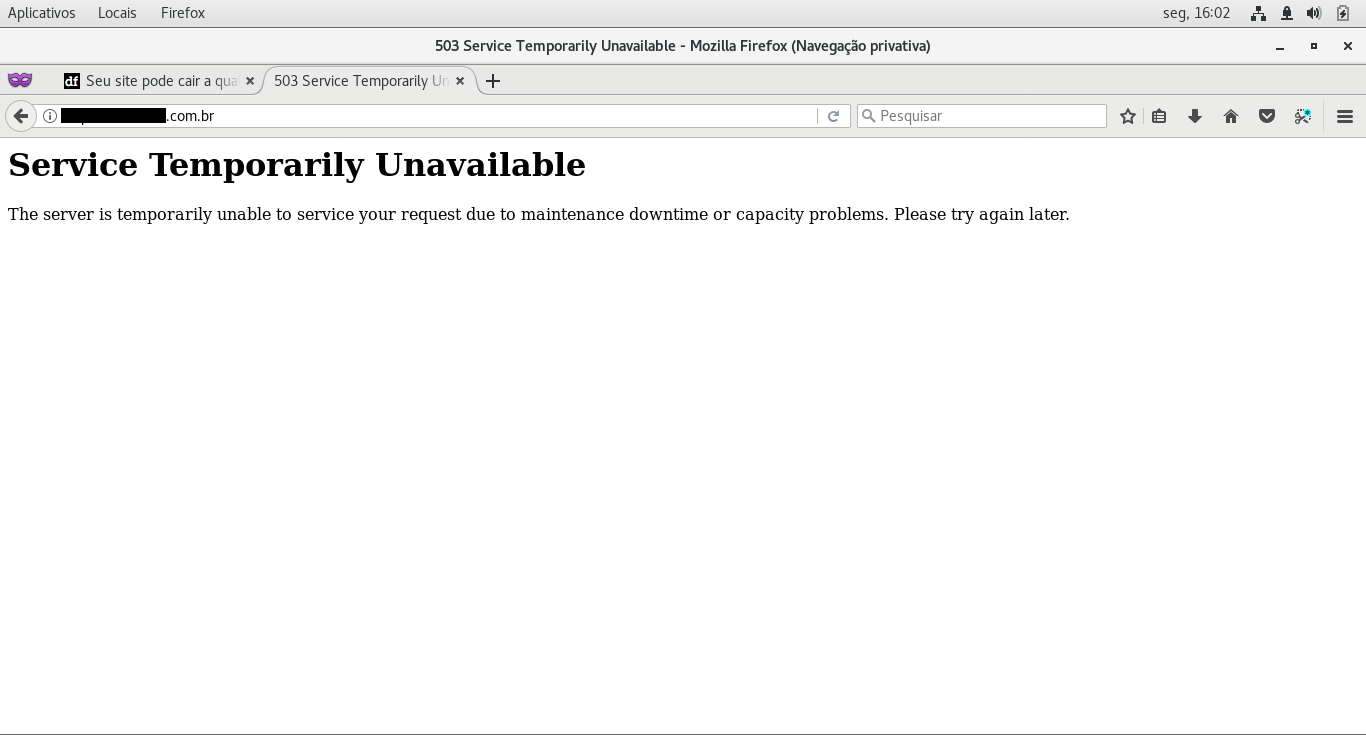 Aplicativos Locais Firefox seg, 16:02
503 Service Temporarily Unavailable - Mozilla Firefox (Navegação privativa)
df Seu site pode cair a qua 503 Service Temporarily Un
.com.br Pesquisar
Service Temporarily Unavailable
The server is temporarily unable to service your request due to maintenance downtime or capacity problems. Please try again later.